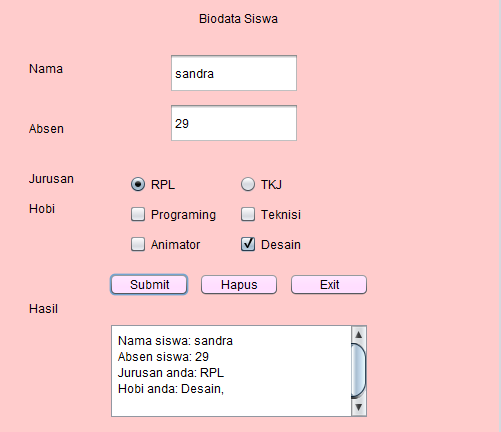 Biodata Siswa
Nama
sandra
Absen
29
Jurusan
RPL
TKJ
Hobi
Programing
Teknisi
Animator
Desain
Submit
Hapus
Exit
Hasil
Nama siswa: sandra
Absen siswa: 29
Jurusan anda: RPL
Hobi anda: Desain,